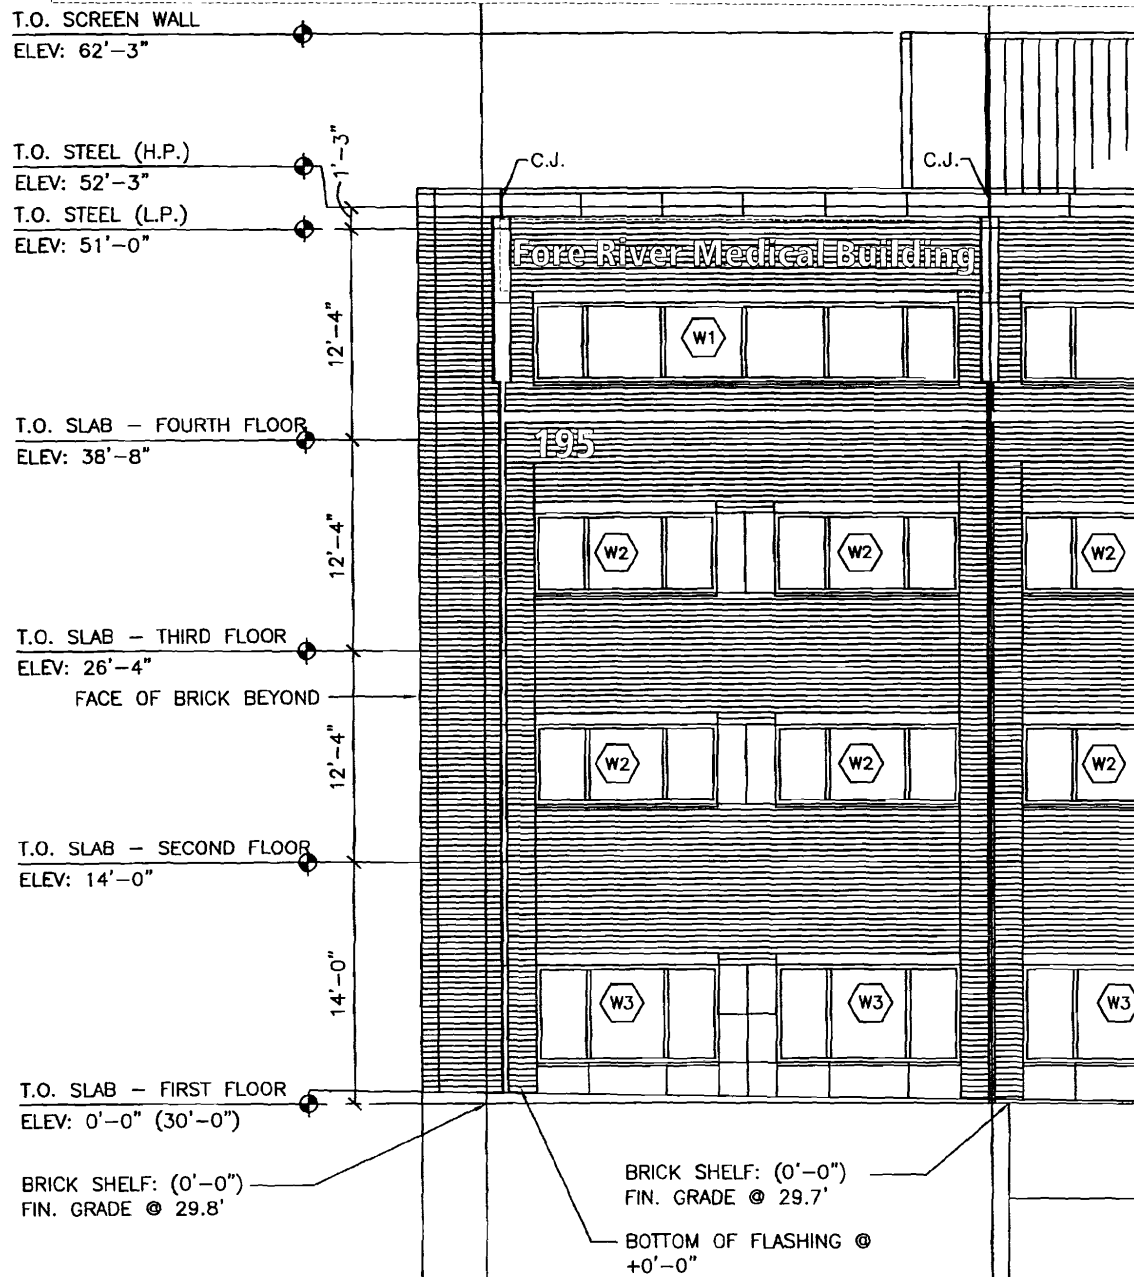 T.O. SCREEN WALL
ELEV: 62'-3"
T.O. STEEL (H.P.)
ELEV: 52'-3"
1'-3"
C.J.
C.J.
T.O. STEEL (L.P.)
ELEV: 51'-0"
Fore River Medical Building
12'-4"
W1
T.O. SLAB - FOURTH FLOOR
ELEV: 38'-8"
195
12'-4"
W2
W2
W2
T.O. SLAB - THIRD FLOOR
ELEV: 26'-4"
FACE OF BRICK BEYOND
12'-4"
W2
W2
W2
T.O. SLAB - SECOND FLOOR
ELEV: 14'-0"
14'-0"
W3
W3
W3
T.O. SLAB - FIRST FLOOR
ELEV: 0'-0" (30'-0")
BRICK SHELF: (0'-0")
FIN. GRADE @ 29.8'
BRICK SHELF: (0'-0")
FIN. GRADE @ 29.7'
BOTTOM OF FLASHING @
+0'-0"